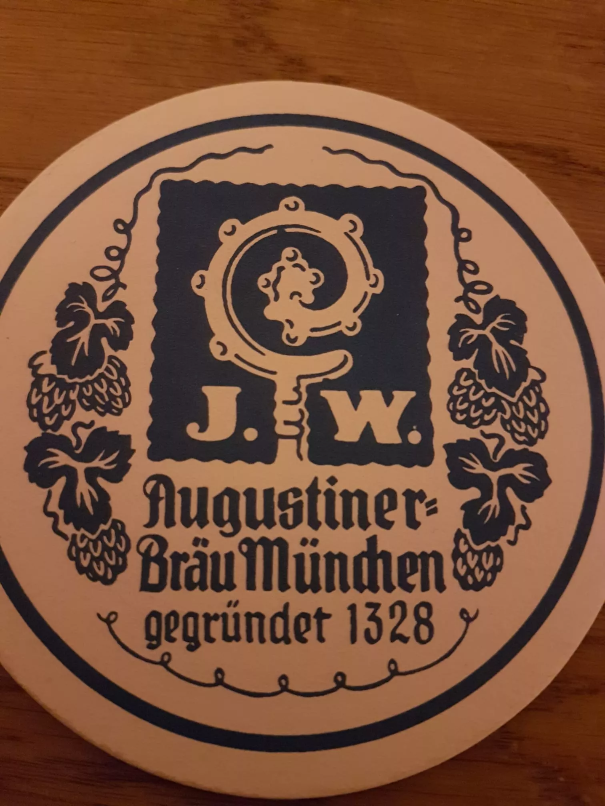 J. W.
Augustiner=
Bräu München
gegründet 1328